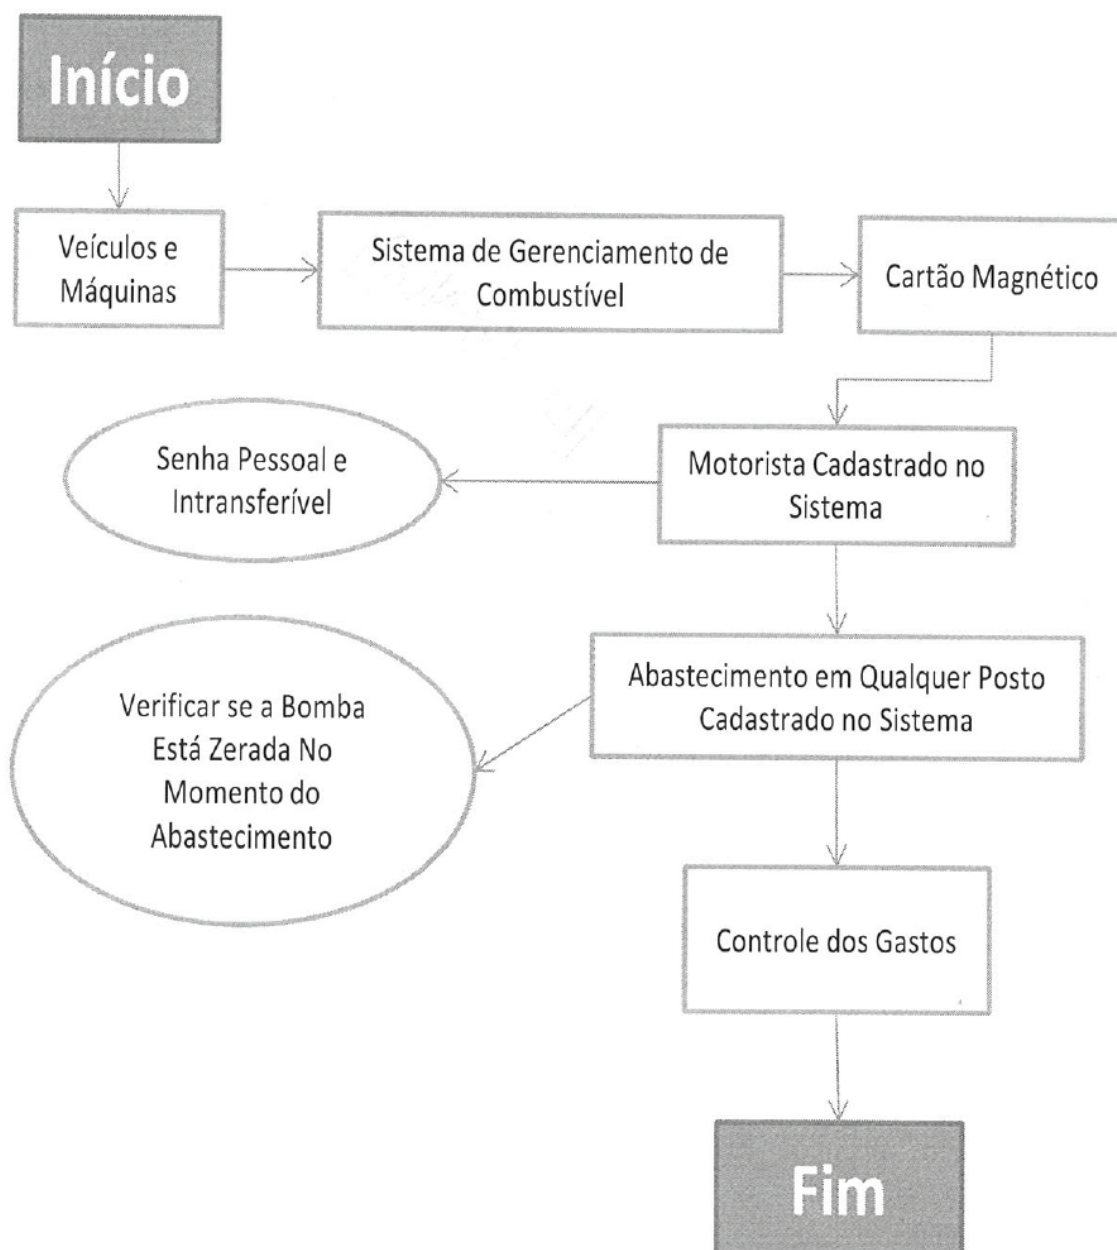 Início
Veículos e
Máquinas
Sistema de Gerenciamento de
Combustível
Cartão Magnético
Senha Pessoal e
Intransferível
Motorista Cadastrado no
Sistema
Verificar se a Bomba
Está Zerada No
Momento do
Abastecimento
Abastecimento em Qualquer Posto
Cadastrado no Sistema
Controle dos Gastos
Fim